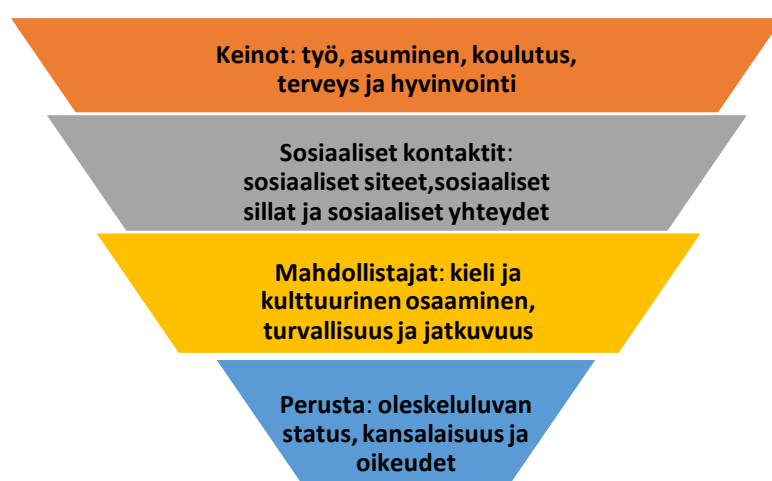 Keinot: työ, asuminen, koulutus,
terveys ja hyvinvointi
Sosiaaliset kontaktit:
sosiaaliset siteet,sosiaaliset
sillat ja sosiaaliset yhteydet
Mahdollistajat: kieli ja
kulttuurinen osaaminen,
turvallisuus ja jatkuvuus
Perusta: oleskeluluvan
status, kansalaisuus ja
oikeudet